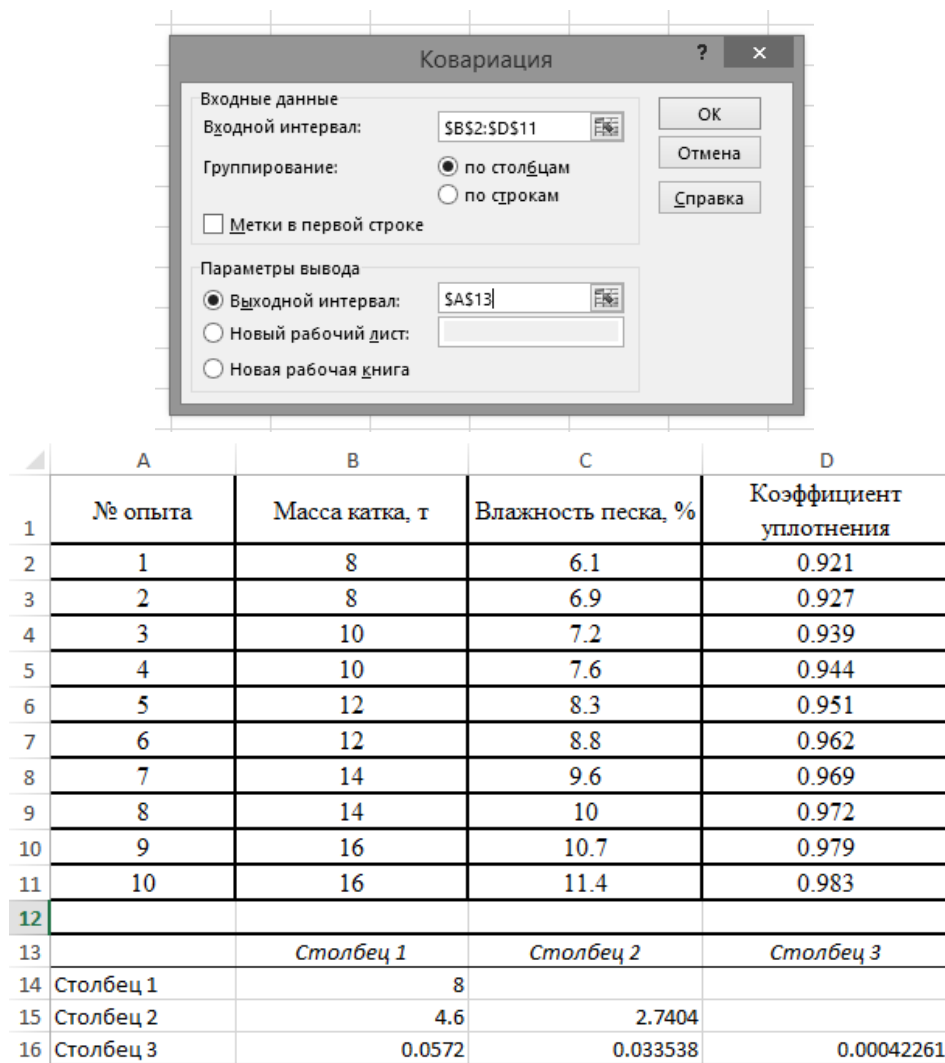 Ковариация ? ×
Входные данные
Входной интервал: $B$2:$D$11
Группирование: по столбцам
по строкам
Метки в первой строке
ОК
Отмена
Справка
Параметры вывода
Выходной интервал: $A$13
Новый рабочий лист:
Новая рабочая книга
A B C D
1 № опыта Масса катка, т Влажность песка, % Коэффициент
уплотнения
2 1 8 6.1 0.921
3 2 8 6.9 0.927
4 3 10 7.2 0.939
5 4 10 7.6 0.944
6 5 12 8.3 0.951
7 6 12 8.8 0.962
8 7 14 9.6 0.969
9 8 14 10 0.972
10 9 16 10.7 0.979
11 10 16 11.4 0.983
12
13 Столбец 1 Столбец 2 Столбец 3
14 Столбец 1 8
15 Столбец 2 4.6 2.7404
16 Столбец 3 0.0572 0.033538 0.00042261